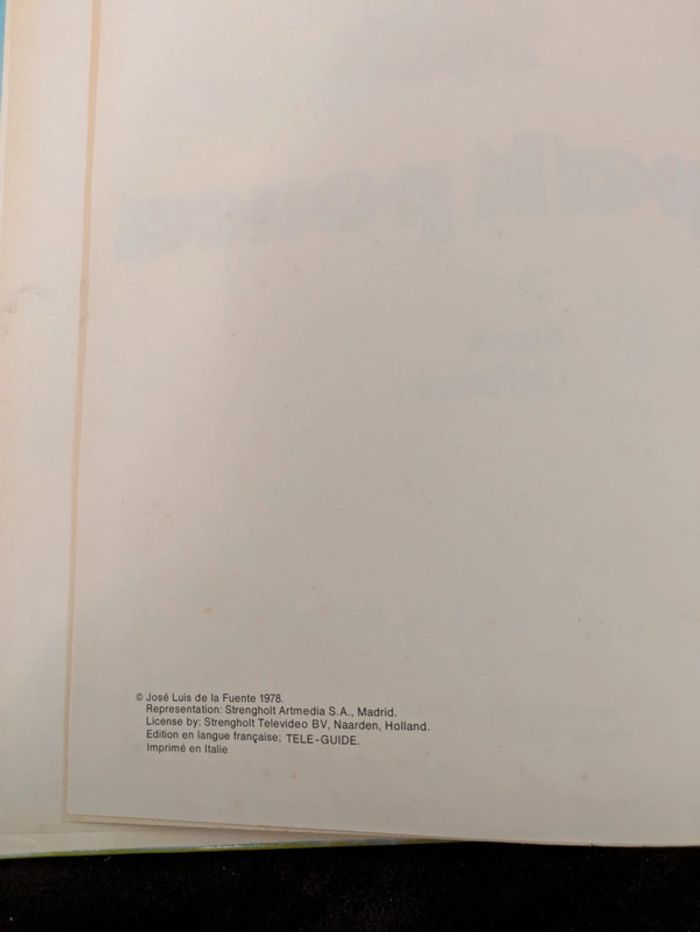 © José Luis de la Fuente 1978.
Representation: Strengholt Artmedia S.A., Madrid.
License by: Strengholt Televideo BV, Naarden, Holland.
Edition en langue française; TELE-GUIDE.
Imprimé en Italie